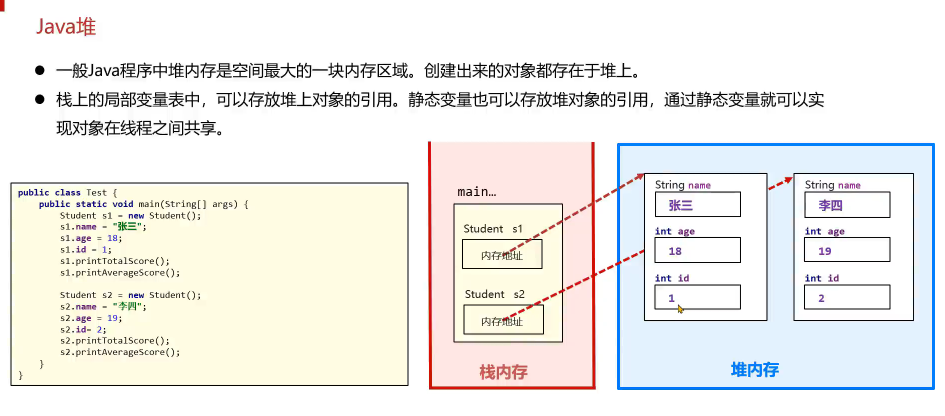 Java堆
● 一般Java程序中堆内存是空间最大的一块内存区域。创建出来的对象都存在于堆上。
● 栈上的局部变量表中，可以存放堆上对象的引用。静态变量也可以存放堆对象的引用，通过静态变量就可以实
现对象在线程之间共享。
public class Test {
    public static void main(String[] args) {
        Student s1 = new Student();
        s1.name = "张三";
        s1.age = 18;
        s1.id = 1;
        s1.printTotalScore();
        s1.printAverageScore();

        Student s2 = new Student();
        s2.name = "李四";
        s2.age = 19;
        s2.id= 2;
        s2.printTotalScore();
        s2.printAverageScore();
    }
}
main…
Student s1
内存地址
Student s2
内存地址
栈内存
String name
张三
int age
18
int id
1
String name
李四
int age
19
int id
2
堆内存